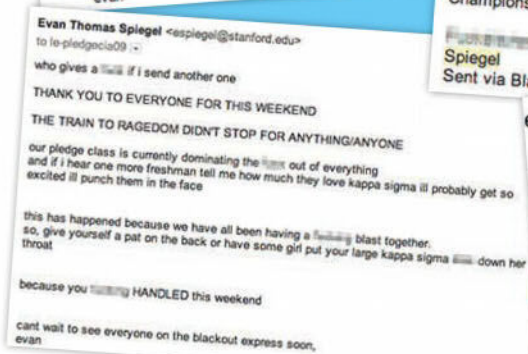 Champions
Spiegel
Sent via Bla
Evan Thomas Spiegel <espiegel@stanford.edu>
to le-pledgecla09
who gives a if i send another one
THANK YOU TO EVERYONE FOR THIS WEEKEND
THE TRAIN TO RAGEDOM DIDN'T STOP FOR ANYTHING/ANYONE
our pledge class is currently dominating the out of everything
and if i hear one more freshman tell me how much they love kappa sigma ill probably get so
excited ill punch them in the face
this has happened because we have all been having a blast together.
so, give yourself a pat on the back or have some girl put your large kappa sigma down her
throat
because you HANDLED this weekend
cant wait to see everyone on the blackout express soon,
evan